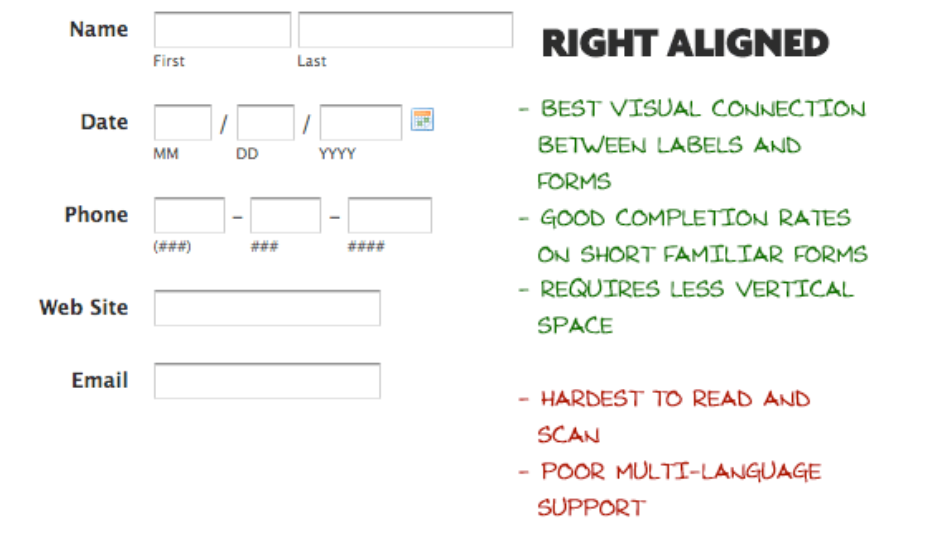 Name
First Last
Date / /
MM DD YYYY
Phone – –
(###) ### ####
Web Site
Email
RIGHT ALIGNED
- BEST VISUAL CONNECTION
BETWEEN LABELS AND
FORMS
- GOOD COMPLETION RATES
ON SHORT FAMILIAR FORMS
- REQUIRES LESS VERTICAL
SPACE
- HARDEST TO READ AND
SCAN
- POOR MULTI-LANGUAGE
SUPPORT